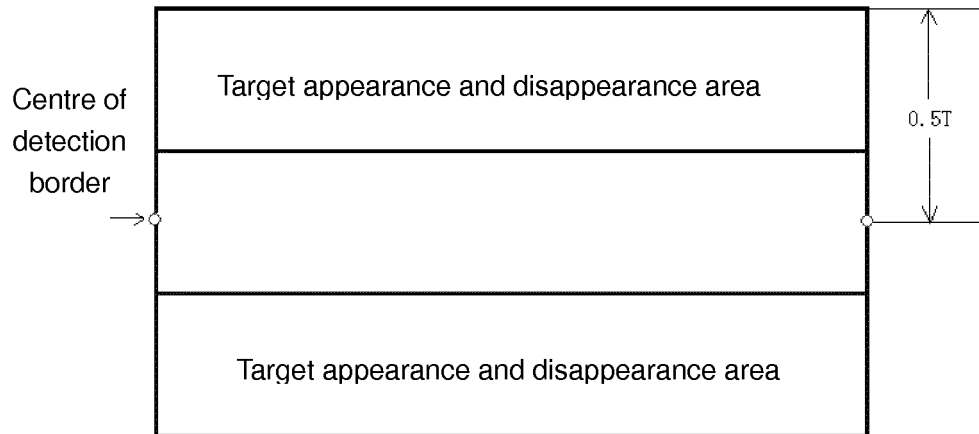 Target appearance and disappearance area
Centre of
detection
border
0.5T
Target appearance and disappearance area